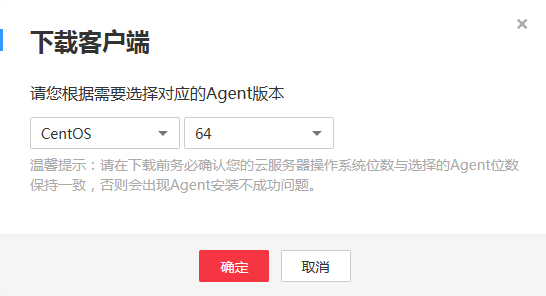 下载客户端
请您根据需要选择对应的Agent版本
CentOS 64
温馨提示：请在下载前务必确认您的云服务器操作系统位数与选择的Agent位数
保持一致，否则会出现Agent安装不成功问题。
确定 取消